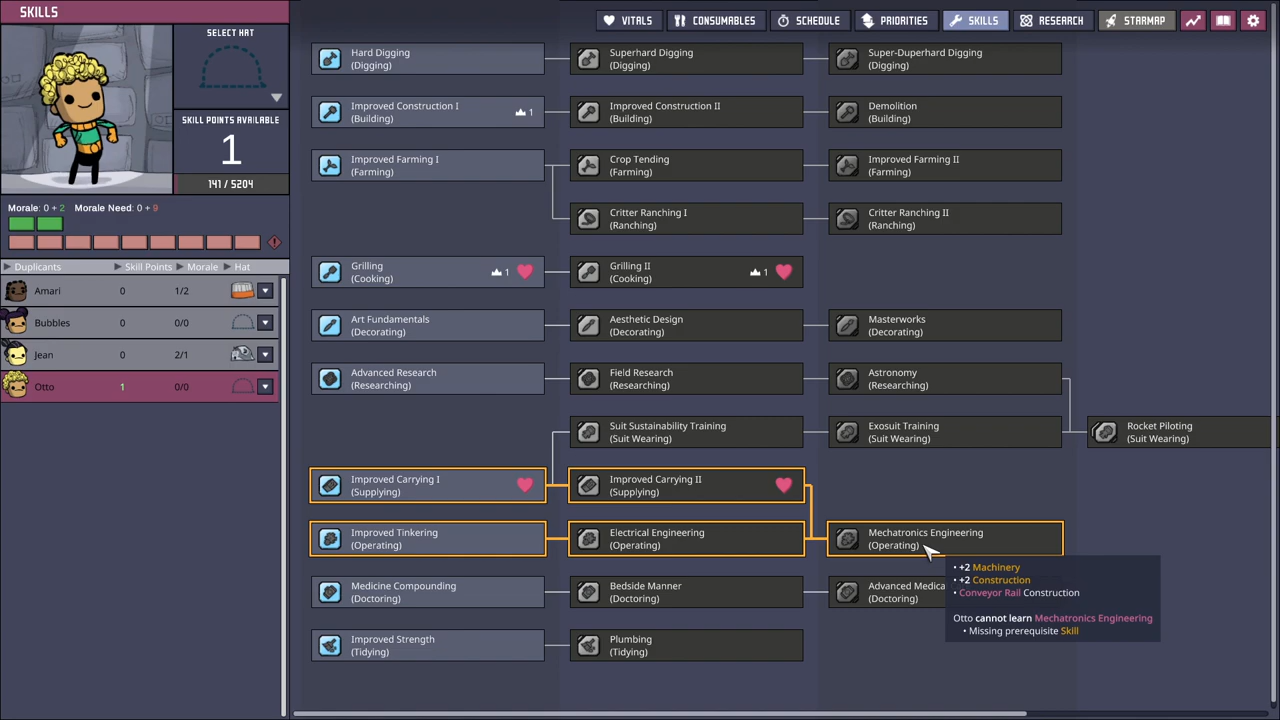 SKILLS
VITALS
CONSUMABLES
SCHEDULE
PRIORITIES
SKILLS
RESEARCH
STARMAP
SELECT HAT
SKILL POINTS AVAILABLE
1
141 / 5204
Morale: 0 + 2 Morale Need: 0 + 9
Duplicants Skill Points Morale Hat
Amari 0 1/2
Bubbles 0 0/0
Jean 0 2/1
Otto 1 0/0
Hard Digging
(Digging)
Superhard Digging
(Digging)
Super-Duperhard Digging
(Digging)
Improved Construction I
(Building)
1
Improved Construction II
(Building)
Demolition
(Building)
Improved Farming I
(Farming)
Crop Tending
(Farming)
Improved Farming II
(Farming)
Critter Ranching I
(Ranching)
Critter Ranching II
(Ranching)
Grilling
(Cooking)
1
Grilling II
(Cooking)
1
Art Fundamentals
(Decorating)
Aesthetic Design
(Decorating)
Masterworks
(Decorating)
Advanced Research
(Researching)
Field Research
(Researching)
Astronomy
(Researching)
Suit Sustainability Training
(Suit Wearing)
Exosuit Training
(Suit Wearing)
Rocket Piloting
(Suit Wearing)
Improved Carrying I
(Supplying)
Improved Carrying II
(Supplying)
Improved Tinkering
(Operating)
Electrical Engineering
(Operating)
Mechatronics Engineering
(Operating)
Medicine Compounding
(Doctoring)
Bedside Manner
(Doctoring)
Advanced Medica
(Doctoring)
Improved Strength
(Tidying)
Plumbing
(Tidying)
• +2 Machinery
• +2 Construction
• Conveyor Rail Construction
Otto cannot learn Mechatronics Engineering
• Missing prerequisite Skill